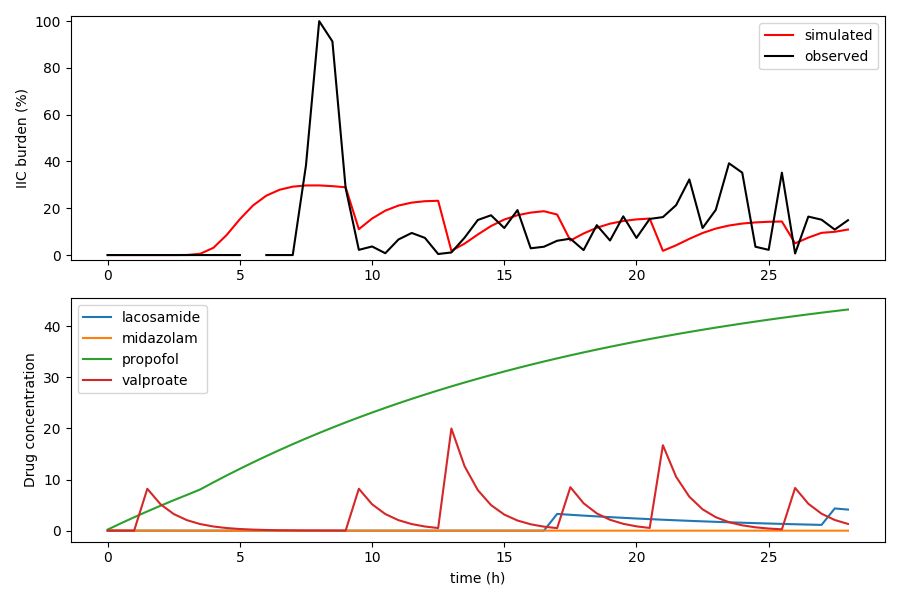 100
80
60
40
20
0
IIC burden (%)
simulated
observed
0 5 10 15 20 25
40
30
20
10
0
Drug concentration
lacosamide
midazolam
propofol
valproate
0 5 10 15 20 25
time (h)